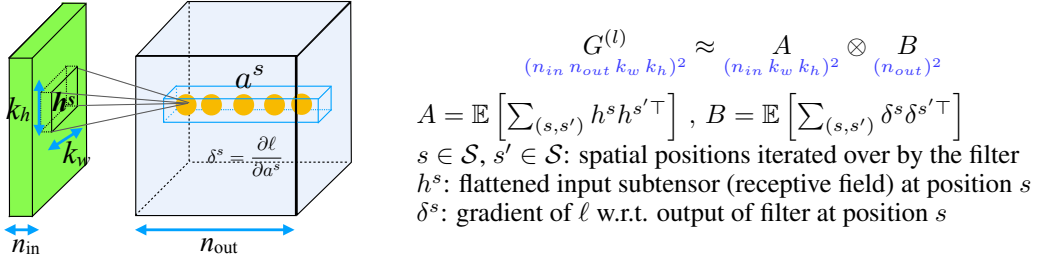 k_h
h^s
k_w
a^s
δ^s = ∂ℓ/∂a^s
n_in
n_out
G^(l) ≈ A ⊗ B
(n_in n_out k_w k_h)^2 (n_in k_w k_h)^2 (n_out)^2
A = 𝔼 [∑_(s,s′) h^s h^s′⊤] , B = 𝔼 [∑_(s,s′) δ^s δ^s′⊤]
s ∈ 𝒮, s′ ∈ 𝒮: spatial positions iterated over by the filter
h^s: flattened input subtensor (receptive field) at position s
δ^s: gradient of ℓ w.r.t. output of filter at position s